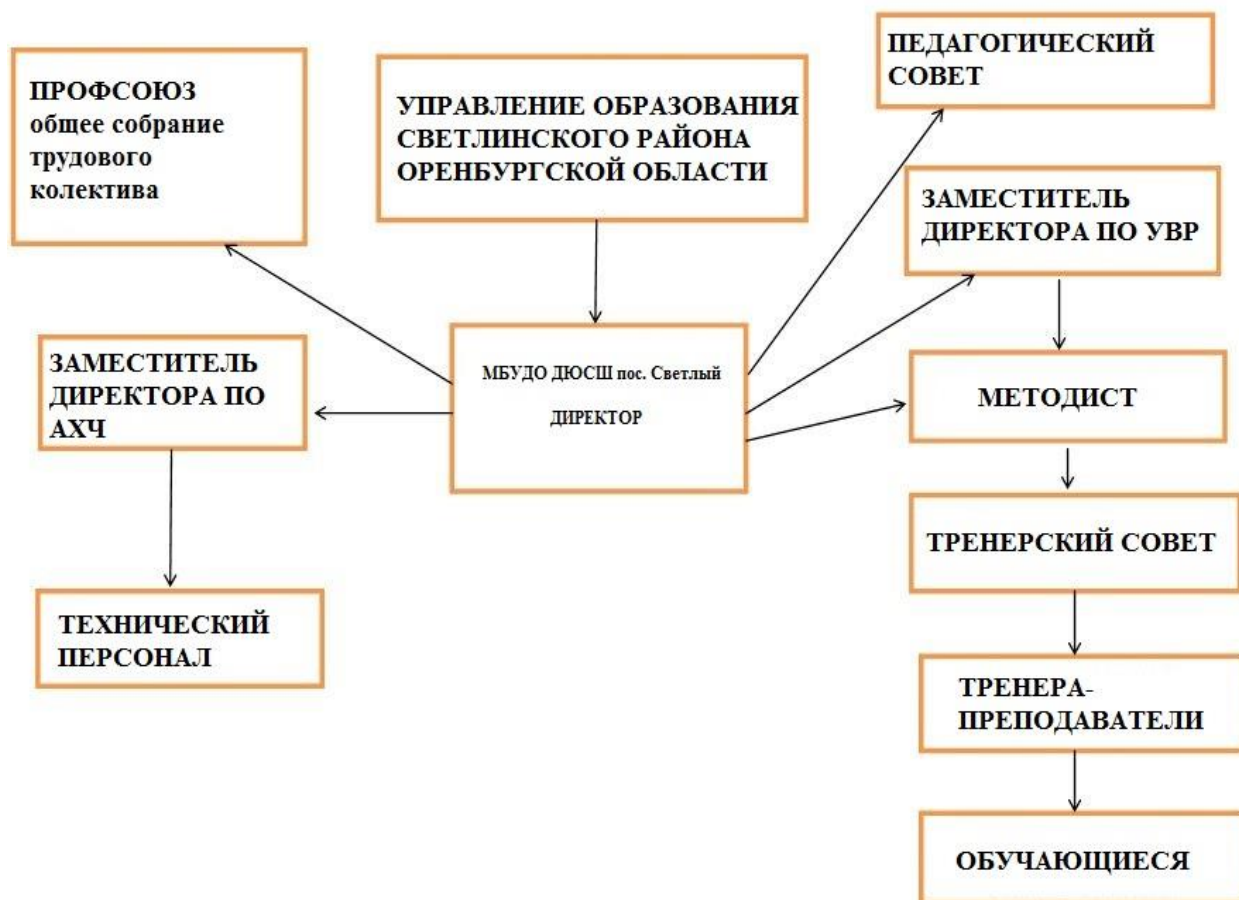 ПРОФСОЮЗ
общее собрание
трудового
колектива
УПРАВЛЕНИЕ ОБРАЗОВАНИЯ
СВЕТЛИНСКОГО РАЙОНА
ОРЕНБУРГСКОЙ ОБЛАСТИ
ПЕДАГОГИЧЕСКИЙ
СОВЕТ
ЗАМЕСТИТЕЛЬ
ДИРЕКТОРА ПО УВР
ЗАМЕСТИТЕЛЬ
ДИРЕКТОРА ПО
АХЧ
МБУДО ДЮСШ пос. Светлый
ДИРЕКТОР
МЕТОДИСТ
ТРЕНЕРСКИЙ СОВЕТ
ТЕХНИЧЕСКИЙ
ПЕРСОНАЛ
ТРЕНЕРА-
ПРЕПОДАВАТЕЛИ
ОБУЧАЮЩИЕСЯ